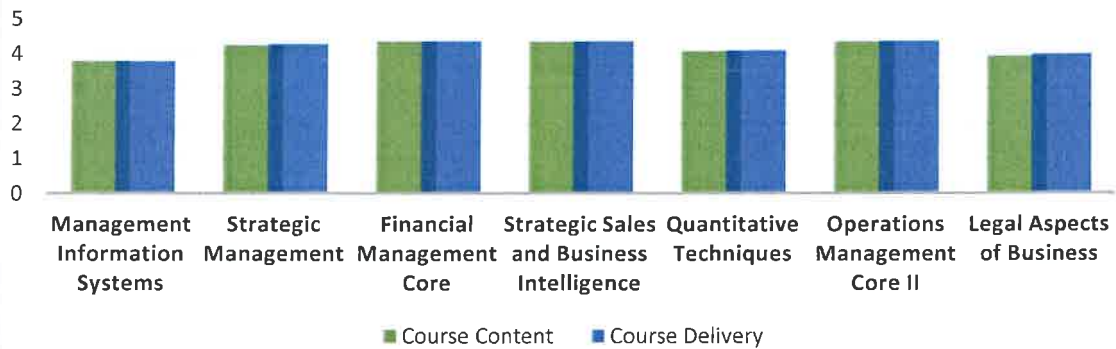 5
4
3
2
1
0
Management Information Systems
Strategic Management
Financial Management Core
Strategic Sales and Business Intelligence
Quantitative Techniques
Operations Management Core II
Legal Aspects of Business
Course Content
Course Delivery